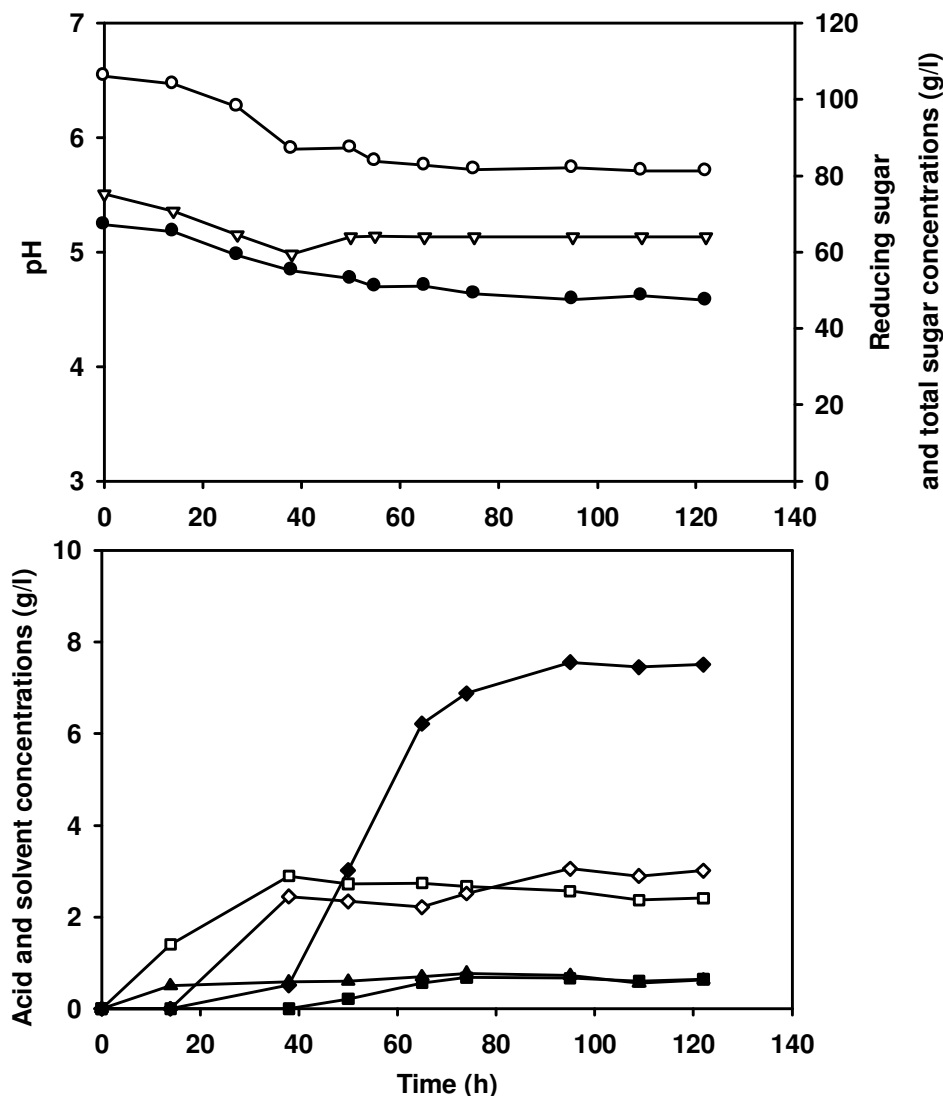 7
6
5
4
3
pH
120
100
80
60
40
20
0
Reducing sugar
and total sugar concentrations (g/l)
0 20 40 60 80 100 120 140
10
8
6
4
2
0
Acid and solvent concentrations (g/l)
0 20 40 60 80 100 120 140
Time (h)